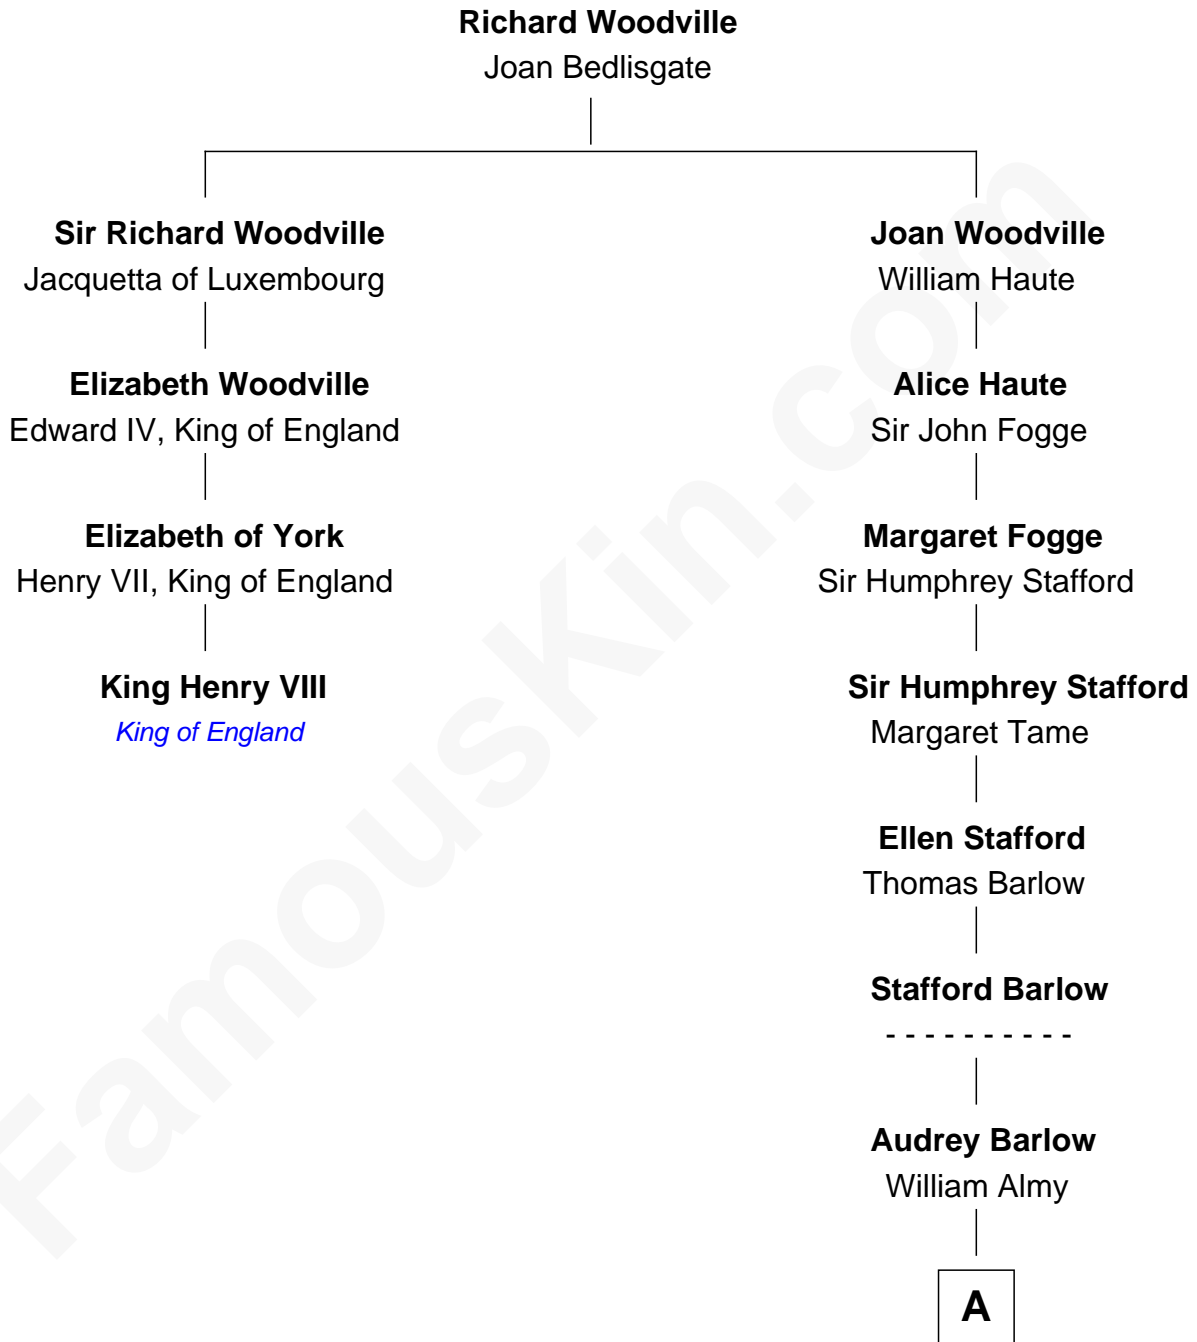 Richard Woodville
Joan Bedlisgate
Sir Richard Woodville
Jacquetta of Luxembourg
Elizabeth Woodville
Edward IV, King of England
Elizabeth of York
Henry VII, King of England
King Henry VIII
King of England
Joan Woodville
William Haute
Alice Haute
Sir John Fogge
Margaret Fogge
Sir Humphrey Stafford
Sir Humphrey Stafford
Margaret Tame
Ellen Stafford
Thomas Barlow
Stafford Barlow
- - - - - - - - - -
Audrey Barlow
William Almy
A
FamousKin.com